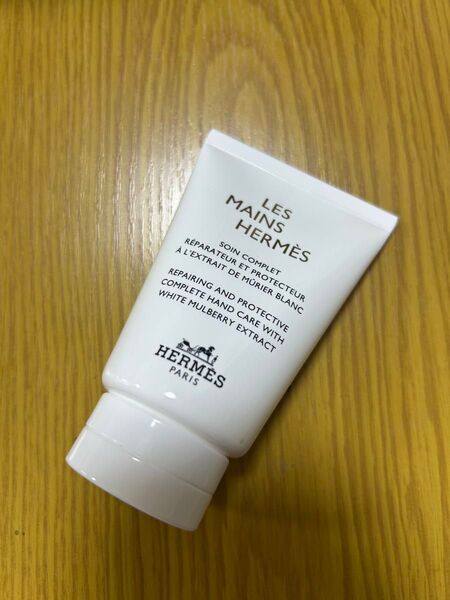 LES
MAINS
HERMÈS
SOIN COMPLET
RÉPARATEUR ET PROTECTEUR
À L'EXTRAIT DE MÛRIER BLANC
REPAIRING AND PROTECTIVE
COMPLETE HAND CARE WITH
WHITE MULBERRY EXTRACT
HERMÈS
PARIS